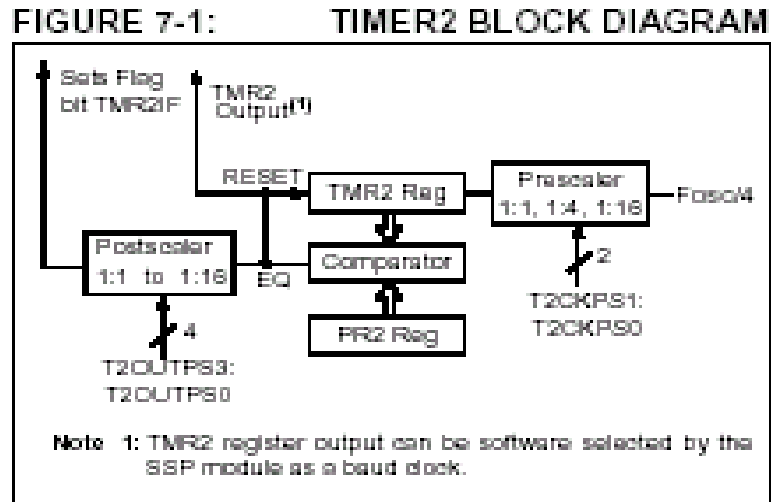 FIGURE 7-1: TIMER2 BLOCK DIAGRAM
Sets Flag
bit TMR2IF
TMR2
Output(1)
RESET
TMR2 Reg
Prescaler
1:1, 1:4, 1:16
Fosc/4
Postscaler
1:1 to 1:16
EQ
Comparator
2
T2CKPS1:
T2CKPS0
PR2 Reg
4
T2OUTPS3:
T2OUTPS0
Note 1: TMR2 register output can be software selected by the
SSP module as a baud clock.